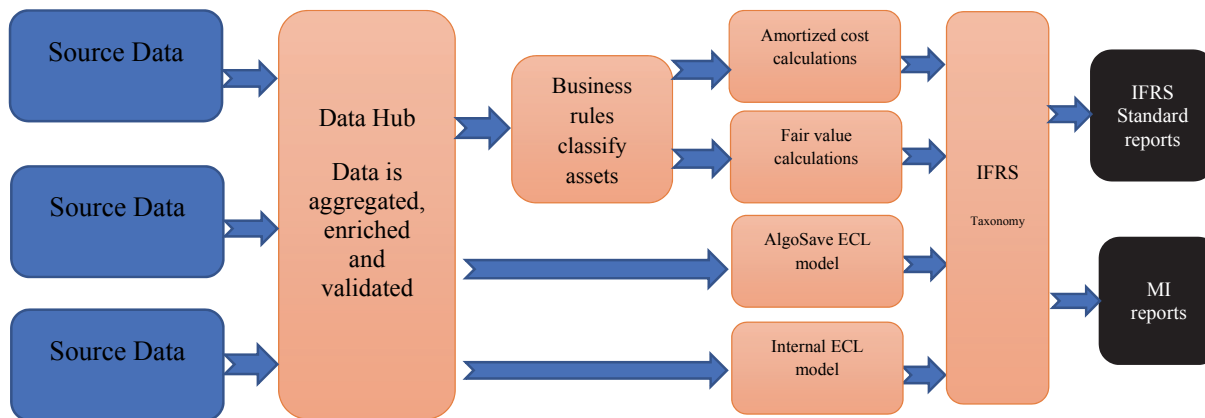 Source Data
Source Data
Source Data
Data Hub
Data is
aggregated,
enriched
and
validated
Business
rules
classify
assets
Amortized cost
calculations
Fair value
calculations
AlgoSave ECL
model
Internal ECL
model
IFRS
Taxonomy
IFRS
Standard
reports
MI
reports